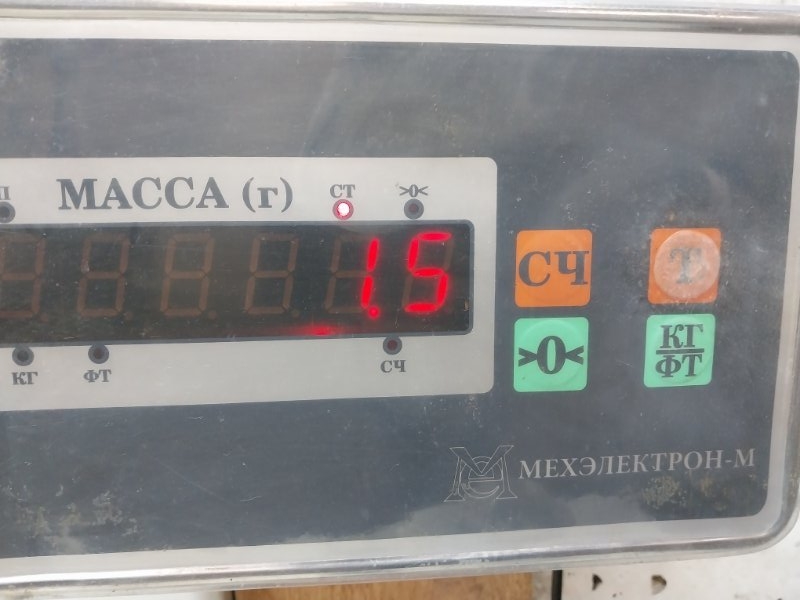 П
МАССА (г)
СТ
>0<
1.5
КГ
ФТ
СЧ
СЧ
Т
>0<
КГ
ФТ
МЕХЭЛЕКТРОН-М